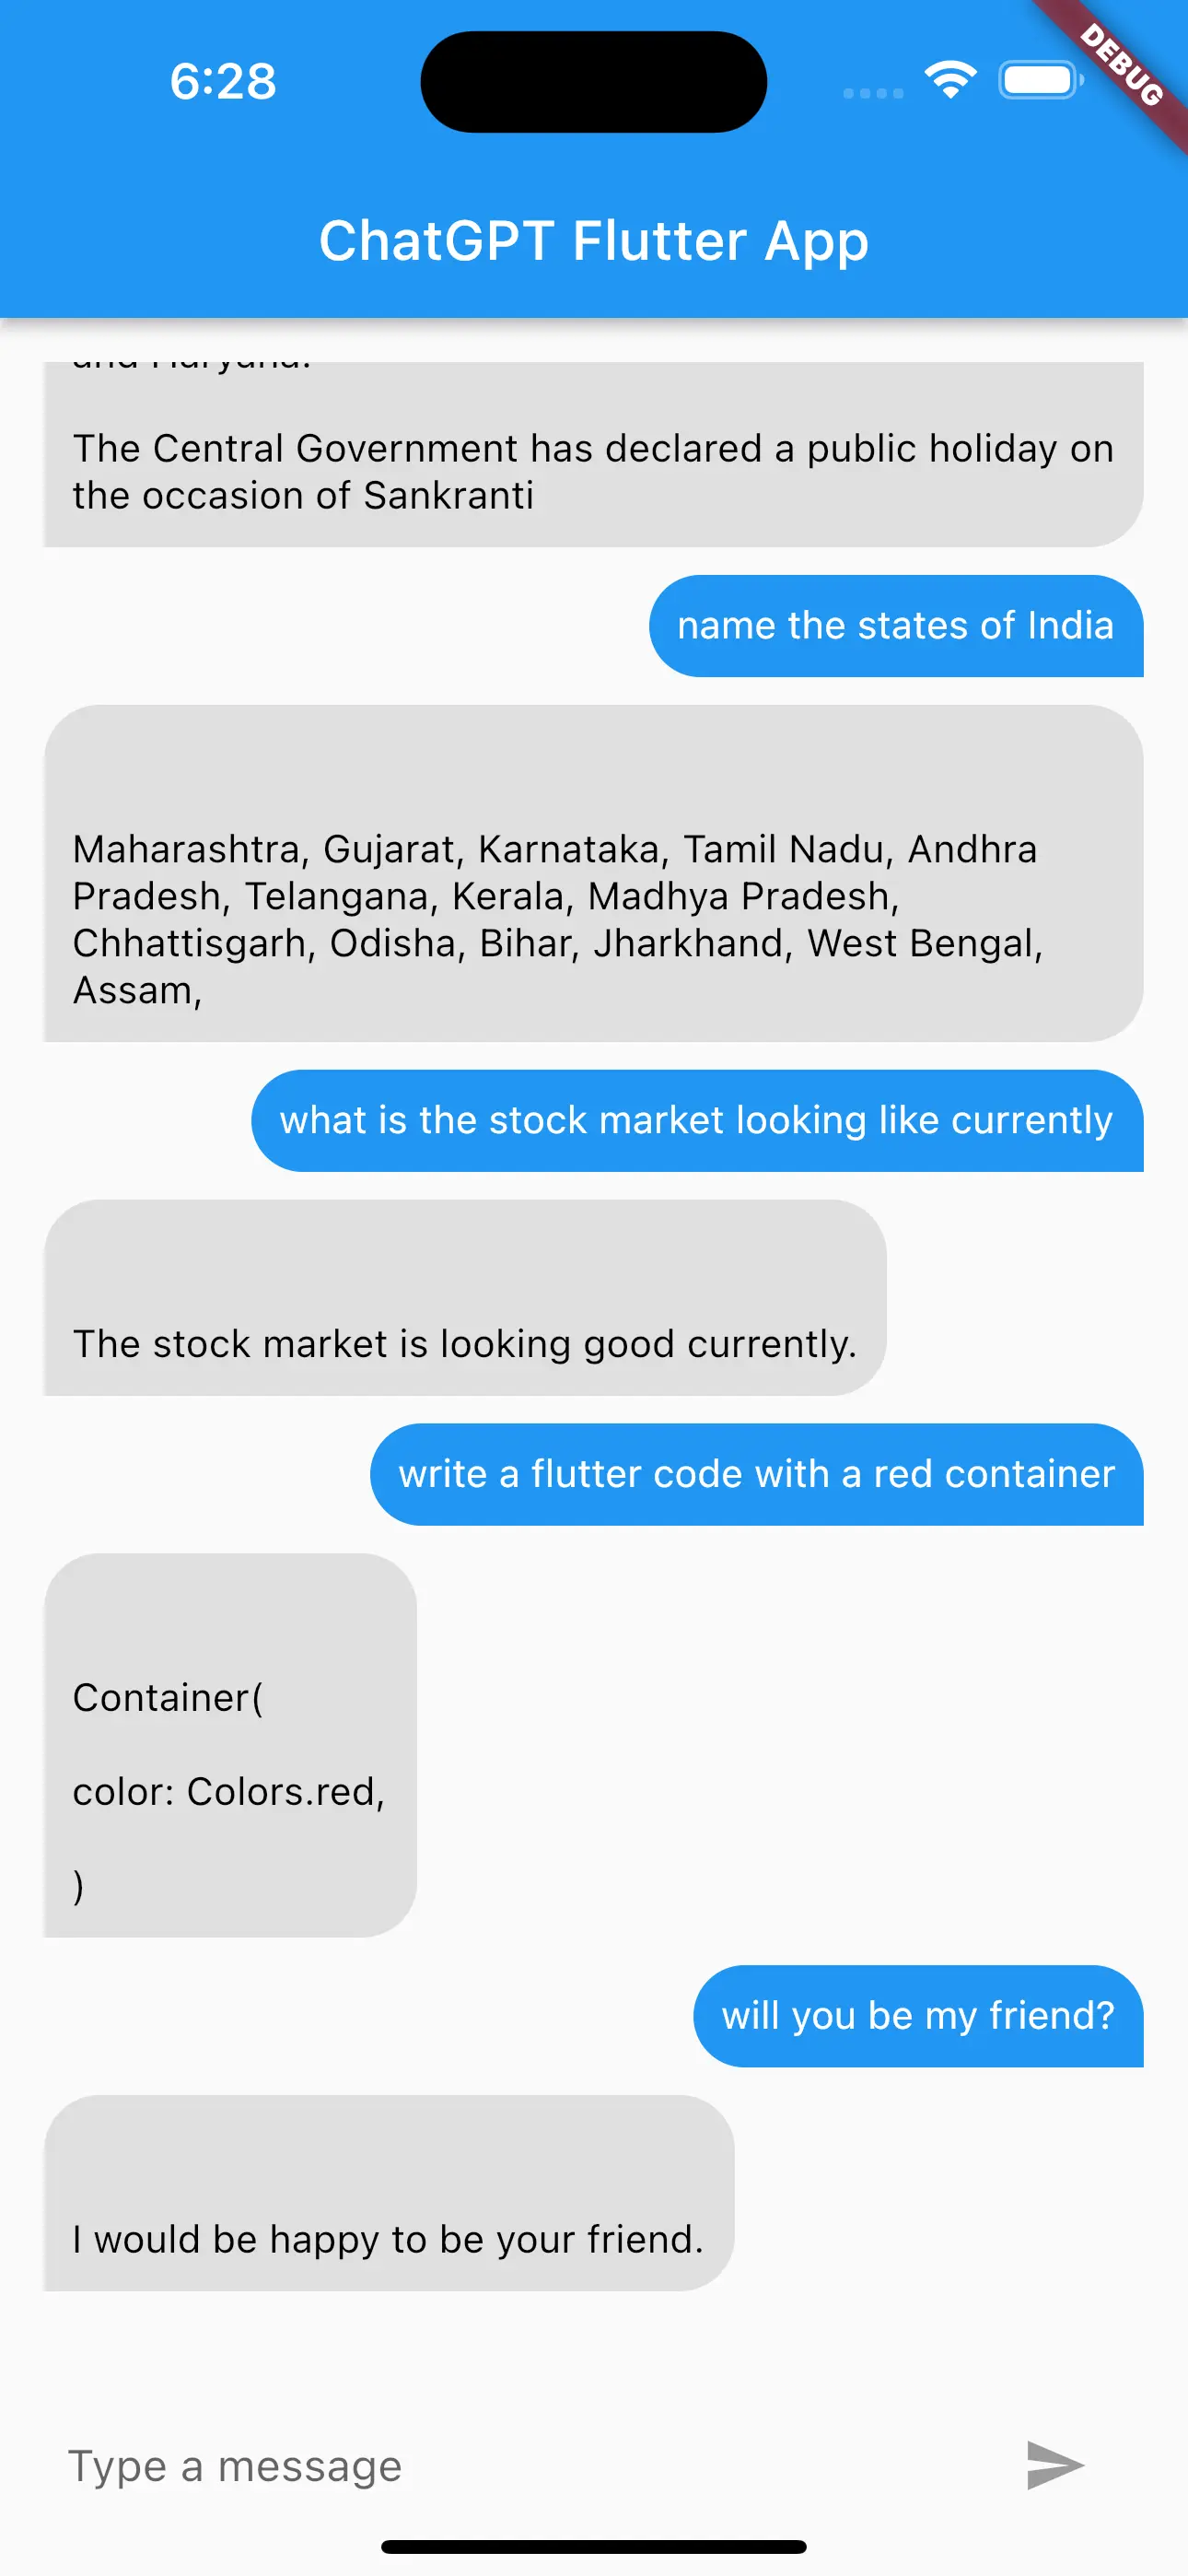 6:28
DEBUG
ChatGPT Flutter App
and Haryana.
The Central Government has declared a public holiday on
the occasion of Sankranti
name the states of India
Maharashtra, Gujarat, Karnataka, Tamil Nadu, Andhra
Pradesh, Telangana, Kerala, Madhya Pradesh,
Chhattisgarh, Odisha, Bihar, Jharkhand, West Bengal,
Assam,
what is the stock market looking like currently
The stock market is looking good currently.
write a flutter code with a red container
Container(
color: Colors.red,
)
will you be my friend?
I would be happy to be your friend.
Type a message